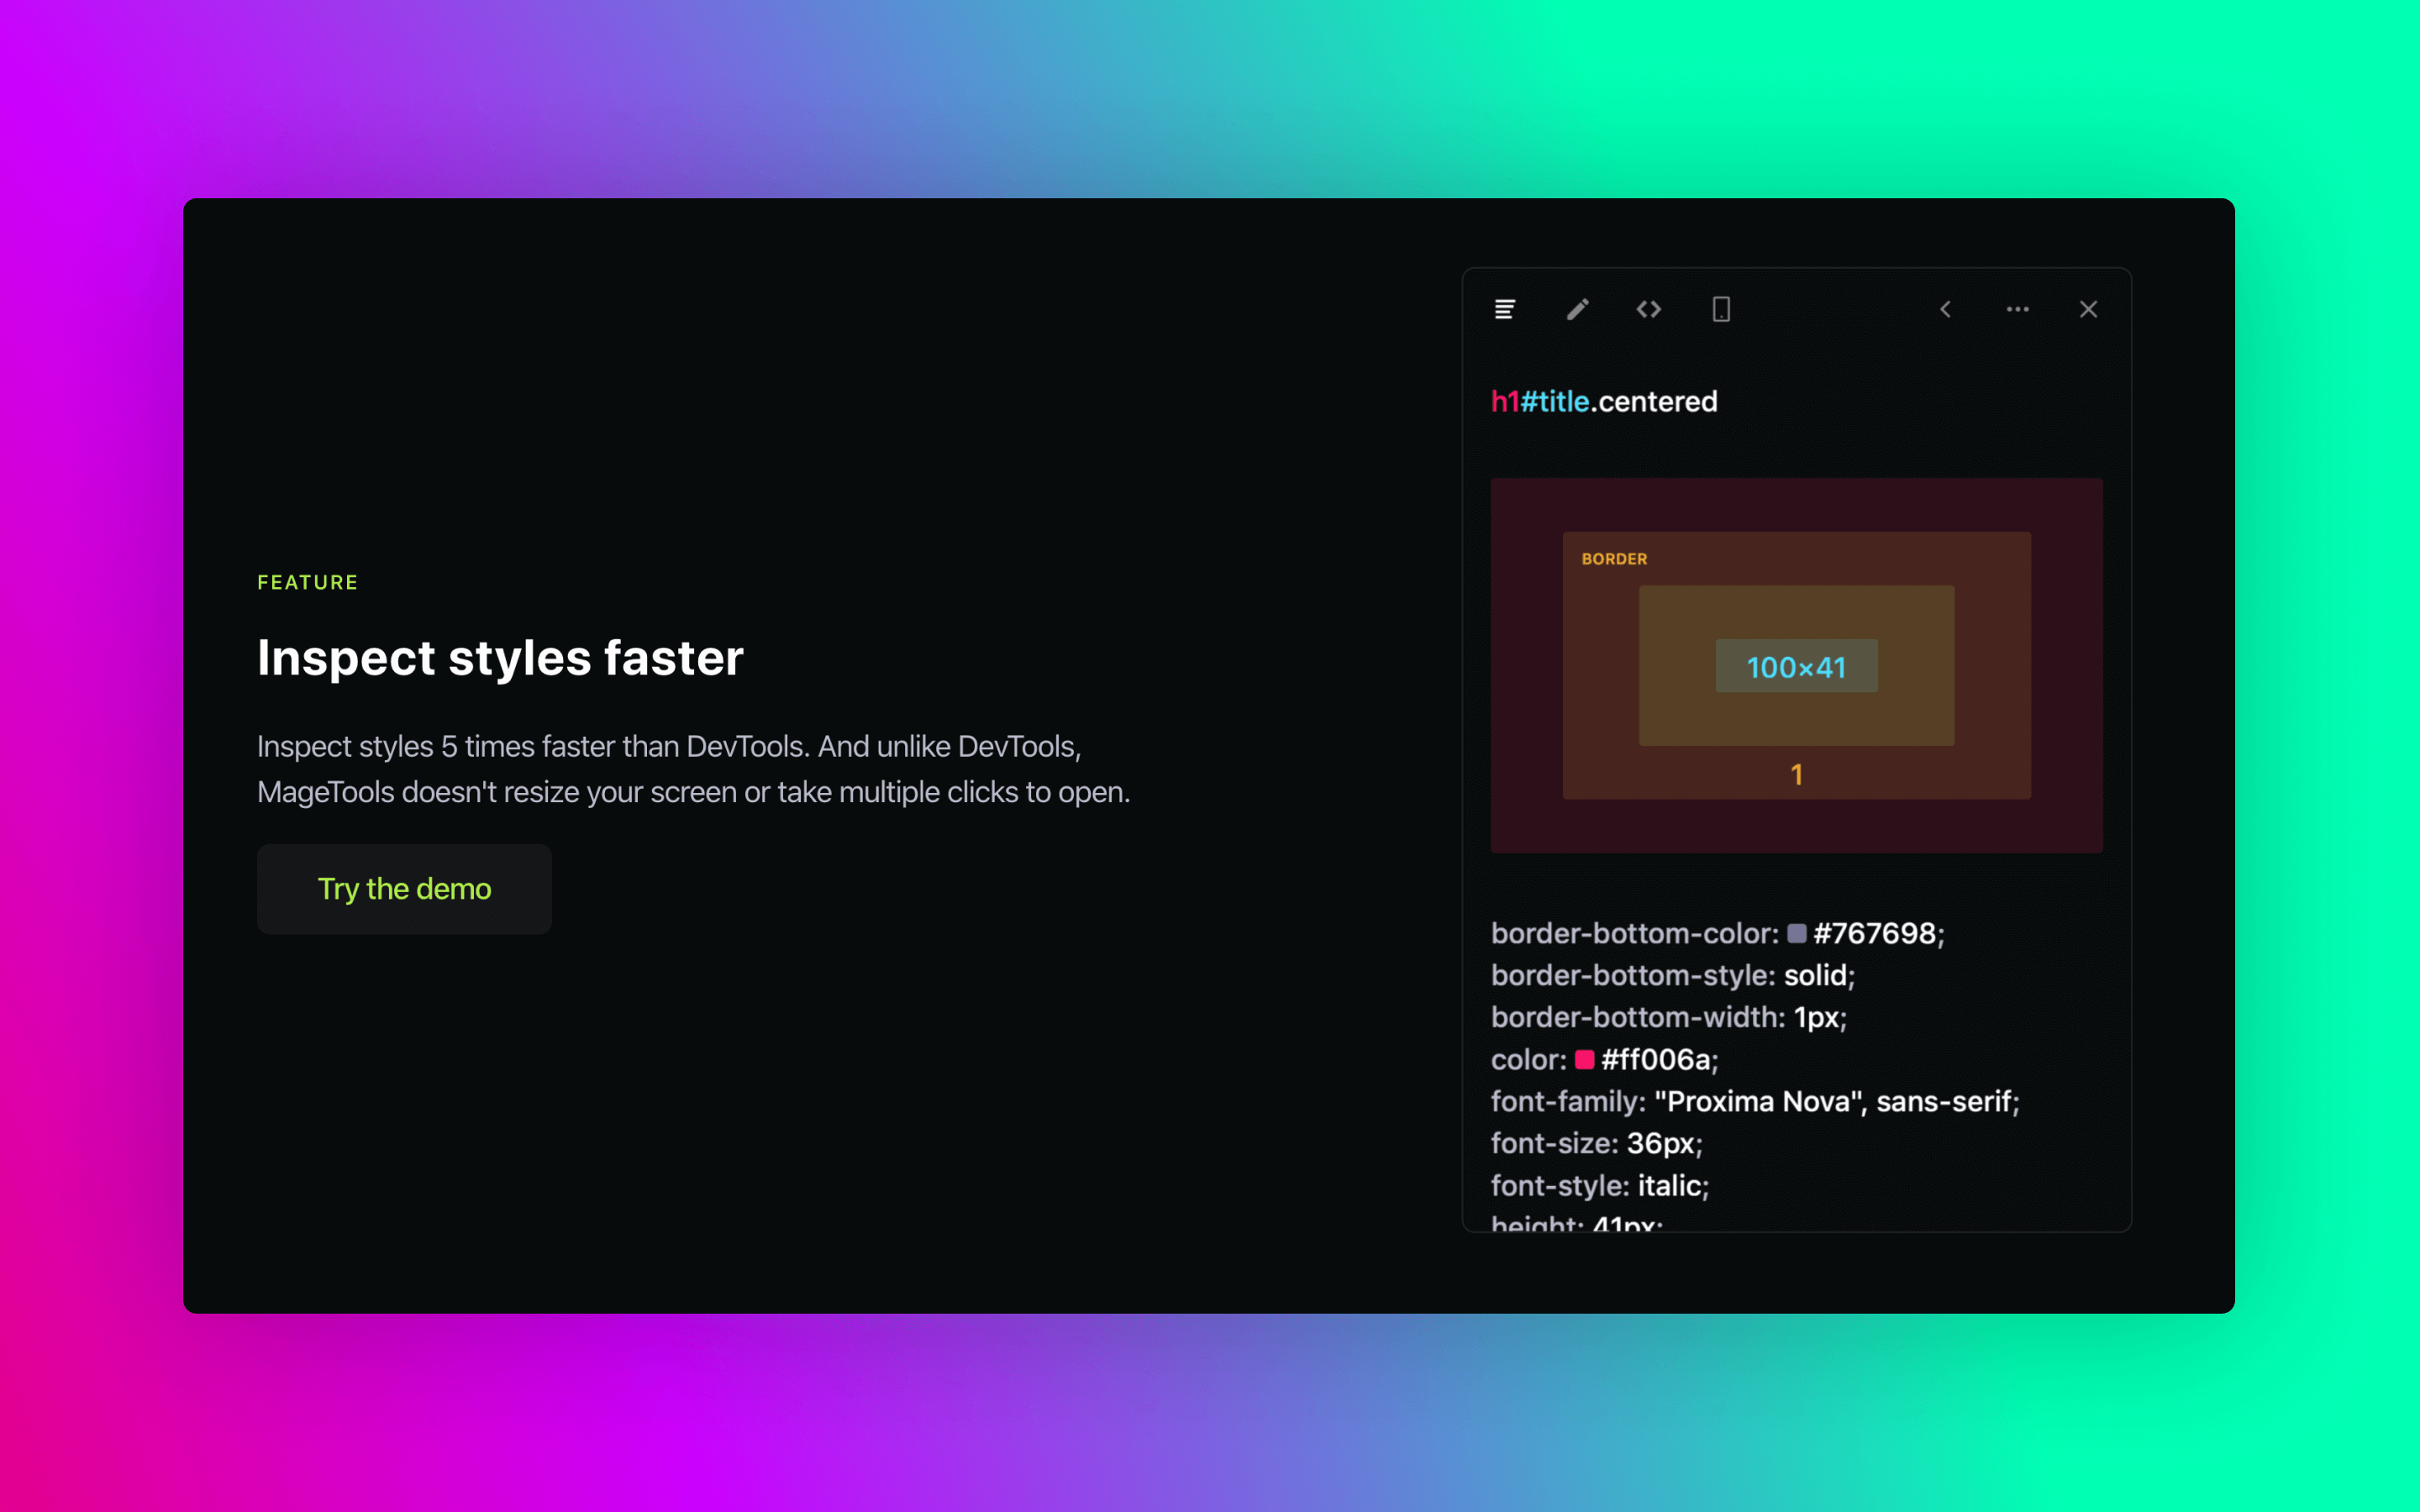 FEATURE
Inspect styles faster
Inspect styles 5 times faster than DevTools. And unlike DevTools,
MageTools doesn't resize your screen or take multiple clicks to open.
Try the demo
h1#title.centered
BORDER
100×41
1
border-bottom-color: #767698;
border-bottom-style: solid;
border-bottom-width: 1px;
color: #ff006a;
font-family: "Proxima Nova", sans-serif;
font-size: 36px;
font-style: italic;
height: 41px;